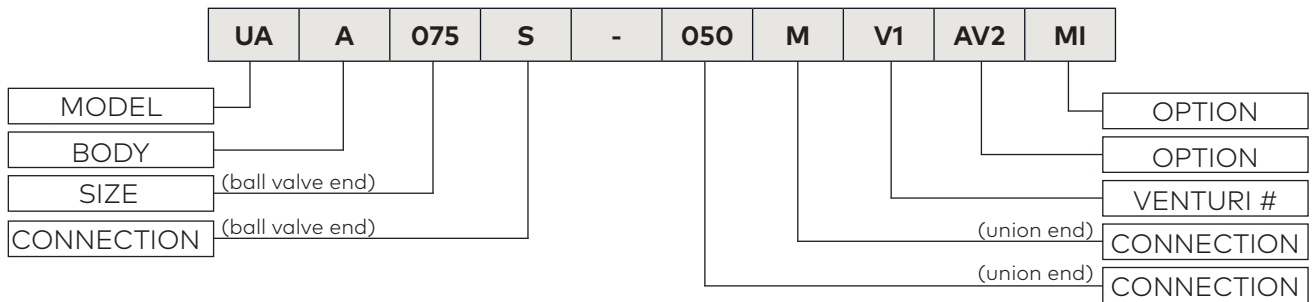 UA A 075 S - 050 M V1 AV2 MI
MODEL
BODY
SIZE (ball valve end)
CONNECTION (ball valve end)
OPTION
OPTION
VENTURI #
(union end) CONNECTION
(union end) CONNECTION